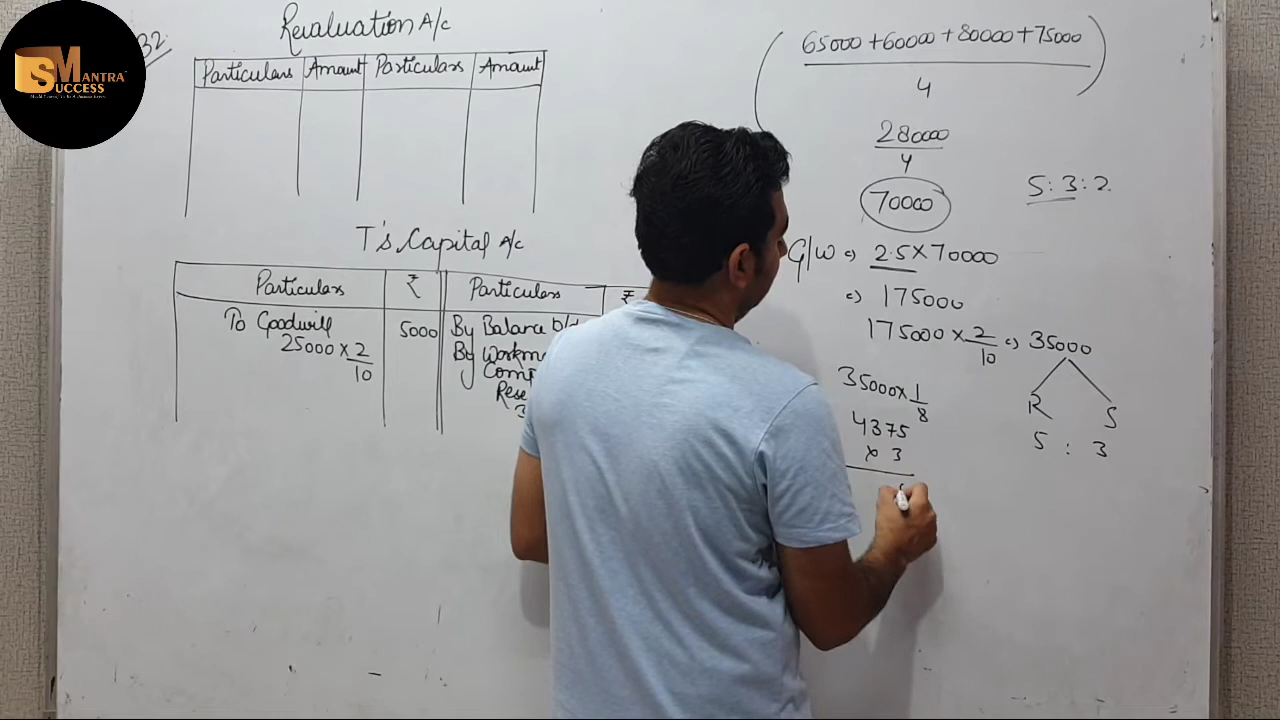 32
SUCCESS MANTRA
Revaluation A/c
Particulars Amount Particulars Amount
T's Capital A/c
Particulars ₹ Particulars ₹
To Goodwill 5000 By Balance b/d
25000 × 2/10
By Workm
Comp
Rese
3
( 65000 + 60000 + 80000 + 75000 / 4 )
280000 / 4
70000
5 : 3 : 2
G/W ⇒ 2.5 × 70000
⇒ 175000
175000 × 2/10 ⇒ 35000
R S
5 : 3
35000 × 1/8
4375
× 3